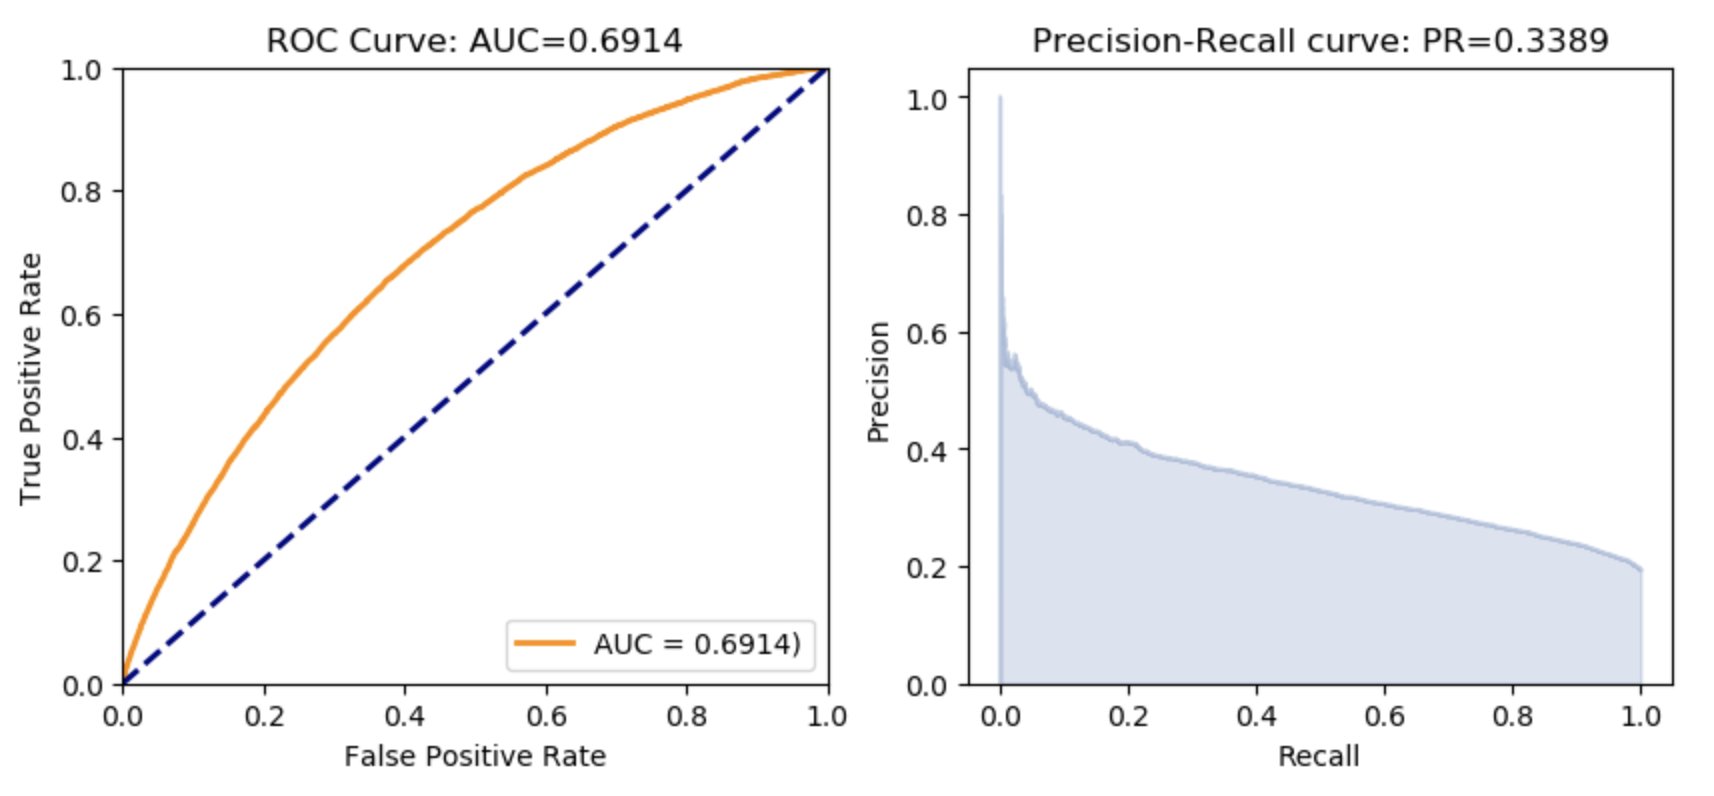 ROC Curve: AUC=0.6914
1.0
0.8
0.6
0.4
0.2
0.0
True Positive Rate
AUC = 0.6914)
0.0 0.2 0.4 0.6 0.8 1.0
False Positive Rate
Precision-Recall curve: PR=0.3389
1.0
0.8
0.6
0.4
0.2
0.0
Precision
0.0 0.2 0.4 0.6 0.8 1.0
Recall